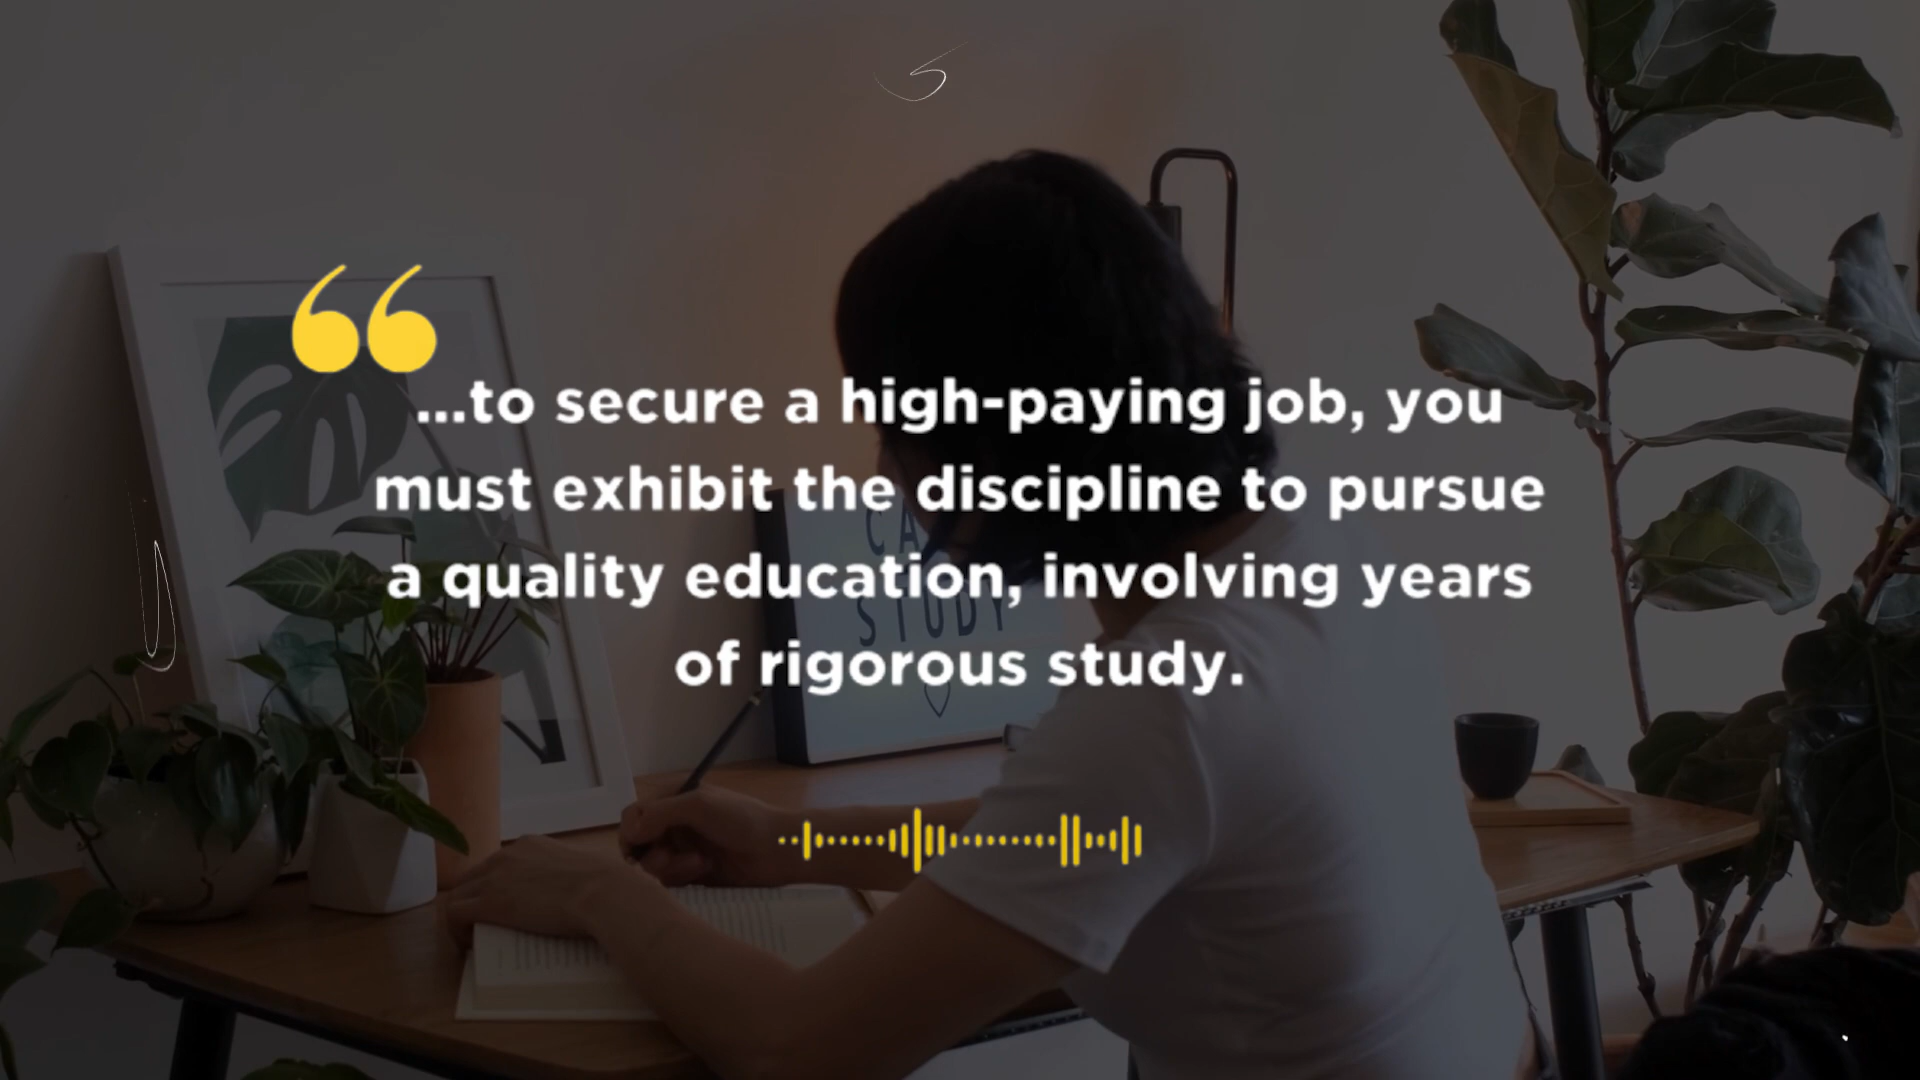 ...to secure a high-paying job, you
must exhibit the discipline to pursue
a quality education, involving years
of rigorous study.
STUDY